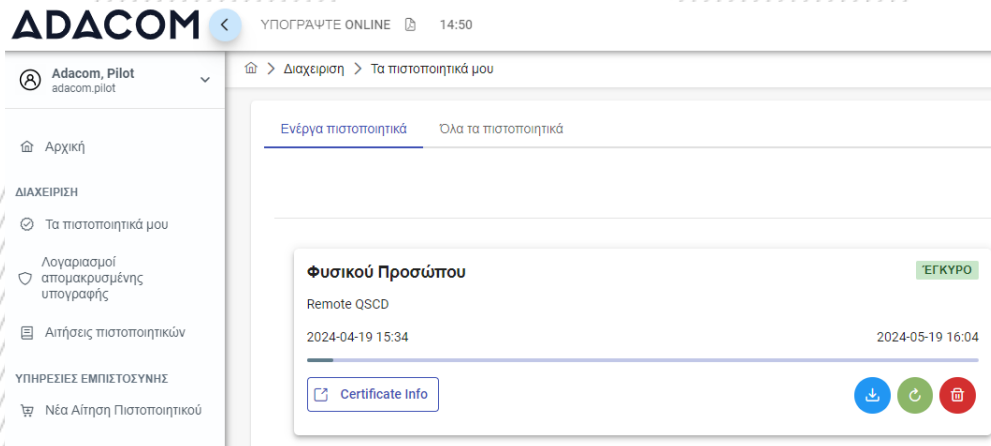 ADACOM
ΥΠΟΓΡΑΨΤΕ ONLINE 14:50
Adacom, Pilot
adacom.pilot
Διαχειριση > Τα πιστοποιητικά μου
Αρχική
ΔΙΑΧΕΙΡΙΣΗ
Τα πιστοποιητικά μου
Λογαριασμοί
απομακρυσμένης
υπογραφής
Αιτήσεις πιστοποιητικών
ΥΠΗΡΕΣΙΕΣ ΕΜΠΙΣΤΟΣΥΝΗΣ
Νέα Αίτηση Πιστοποιητικού
Ενέργα πιστοποιητικά Όλα τα πιστοποιητικά
Φυσικού Προσώπου ΈΓΚΥΡΟ
Remote QSCD
2024-04-19 15:34 2024-05-19 16:04
Certificate Info